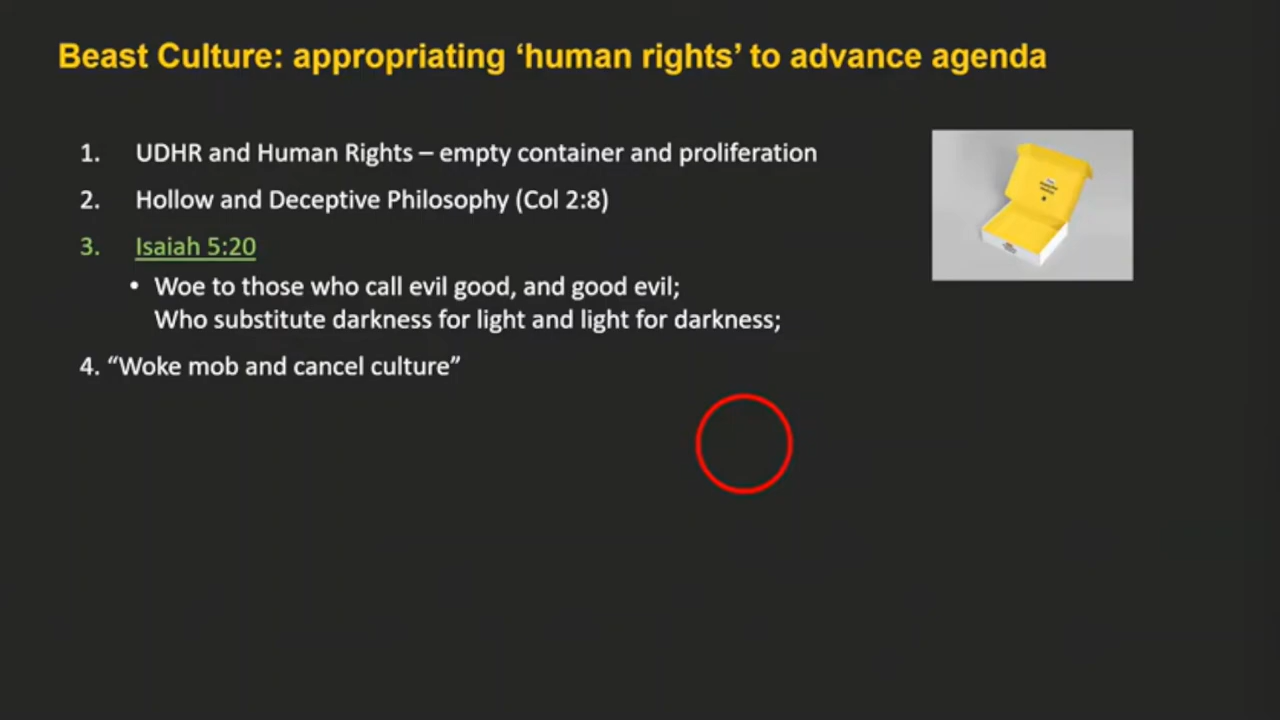 Beast Culture: appropriating ‘human rights’ to advance agenda
1. UDHR and Human Rights – empty container and proliferation
2. Hollow and Deceptive Philosophy (Col 2:8)
3. Isaiah 5:20
• Woe to those who call evil good, and good evil;
Who substitute darkness for light and light for darkness;
4. “Woke mob and cancel culture”